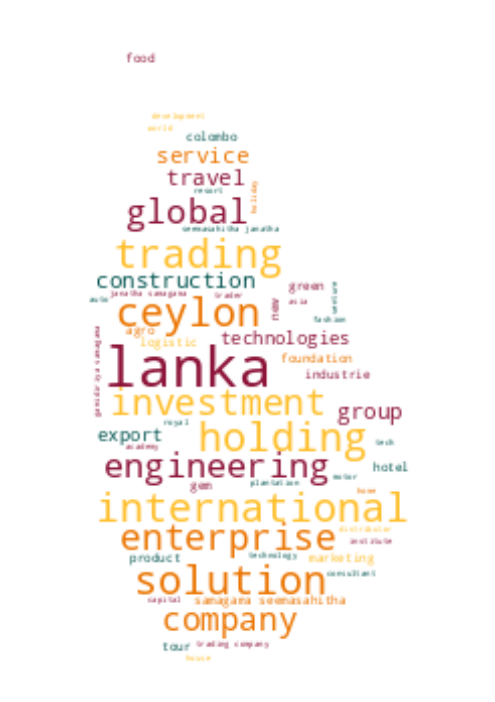 food
development
world
colombo
service
travel
resort
holiday
global
seemasahitha janatha
trading
construction
green
venture
janatha samagama
trader
auto
asia
new
ceylon
fashion
agro
technologies
logistic
lanka
foundation
industrie
investment
group
royal
export
holding
tech
academy
engineering
hotel
motor
gem
plantation
home
international
distributor
enterprise
institute
product
technology
marketing
solution
consultant
capital
samagama seemasahitha
company
tour
trading company
house